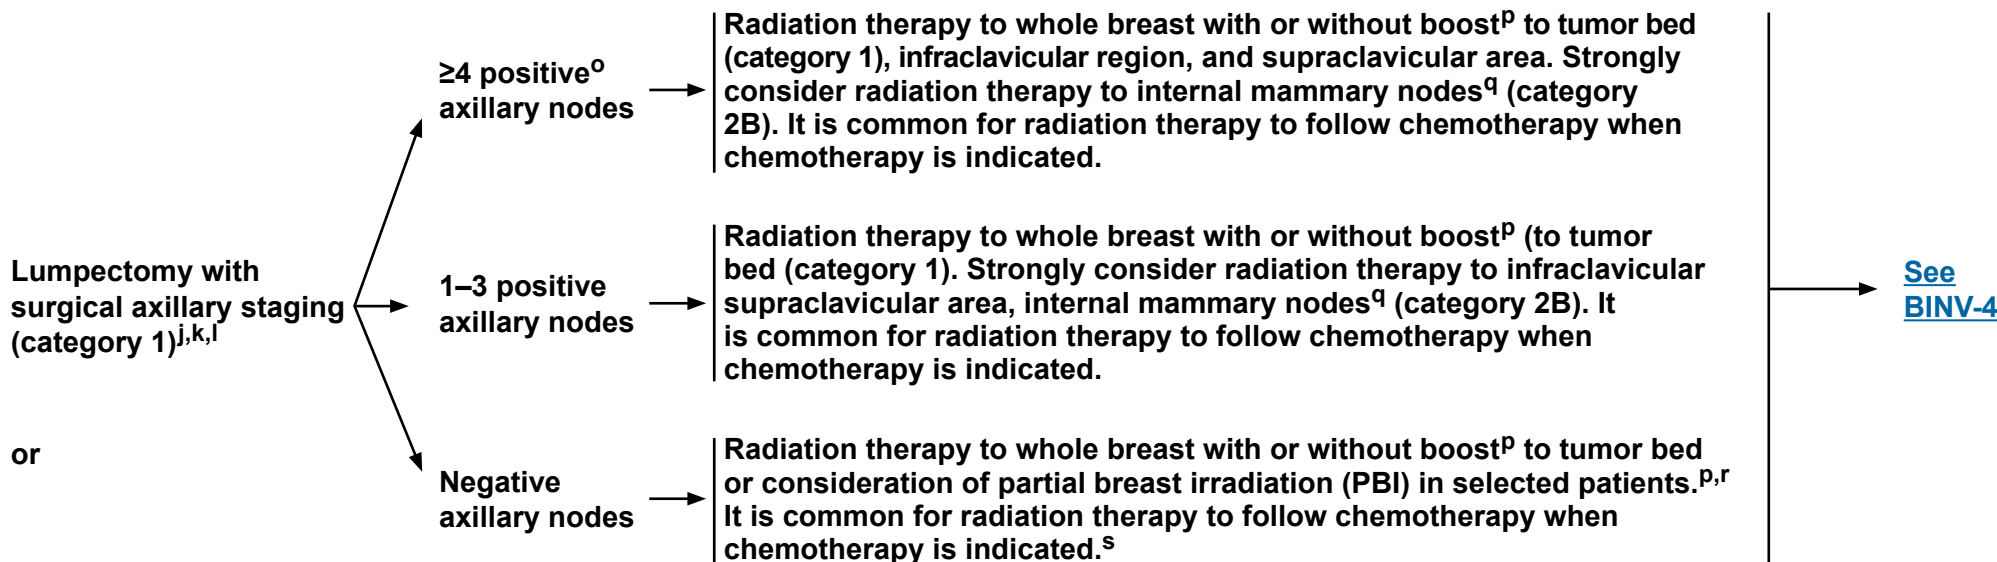 Lumpectomy with
surgical axillary staging
(category 1)j,k,l
or
≥4 positiveo
axillary nodes
Radiation therapy to whole breast with or without boostp to tumor bed
(category 1), infraclavicular region, and supraclavicular area. Strongly
consider radiation therapy to internal mammary nodesq (category
2B). It is common for radiation therapy to follow chemotherapy when
chemotherapy is indicated.
1–3 positive
axillary nodes
Radiation therapy to whole breast with or without boostp (to tumor
bed (category 1). Strongly consider radiation therapy to infraclavicular
supraclavicular area, internal mammary nodesq (category 2B). It
is common for radiation therapy to follow chemotherapy when
chemotherapy is indicated.
Negative
axillary nodes
Radiation therapy to whole breast with or without boostp to tumor bed
or consideration of partial breast irradiation (PBI) in selected patients.p,r
It is common for radiation therapy to follow chemotherapy when
chemotherapy is indicated.s
See
BINV-4